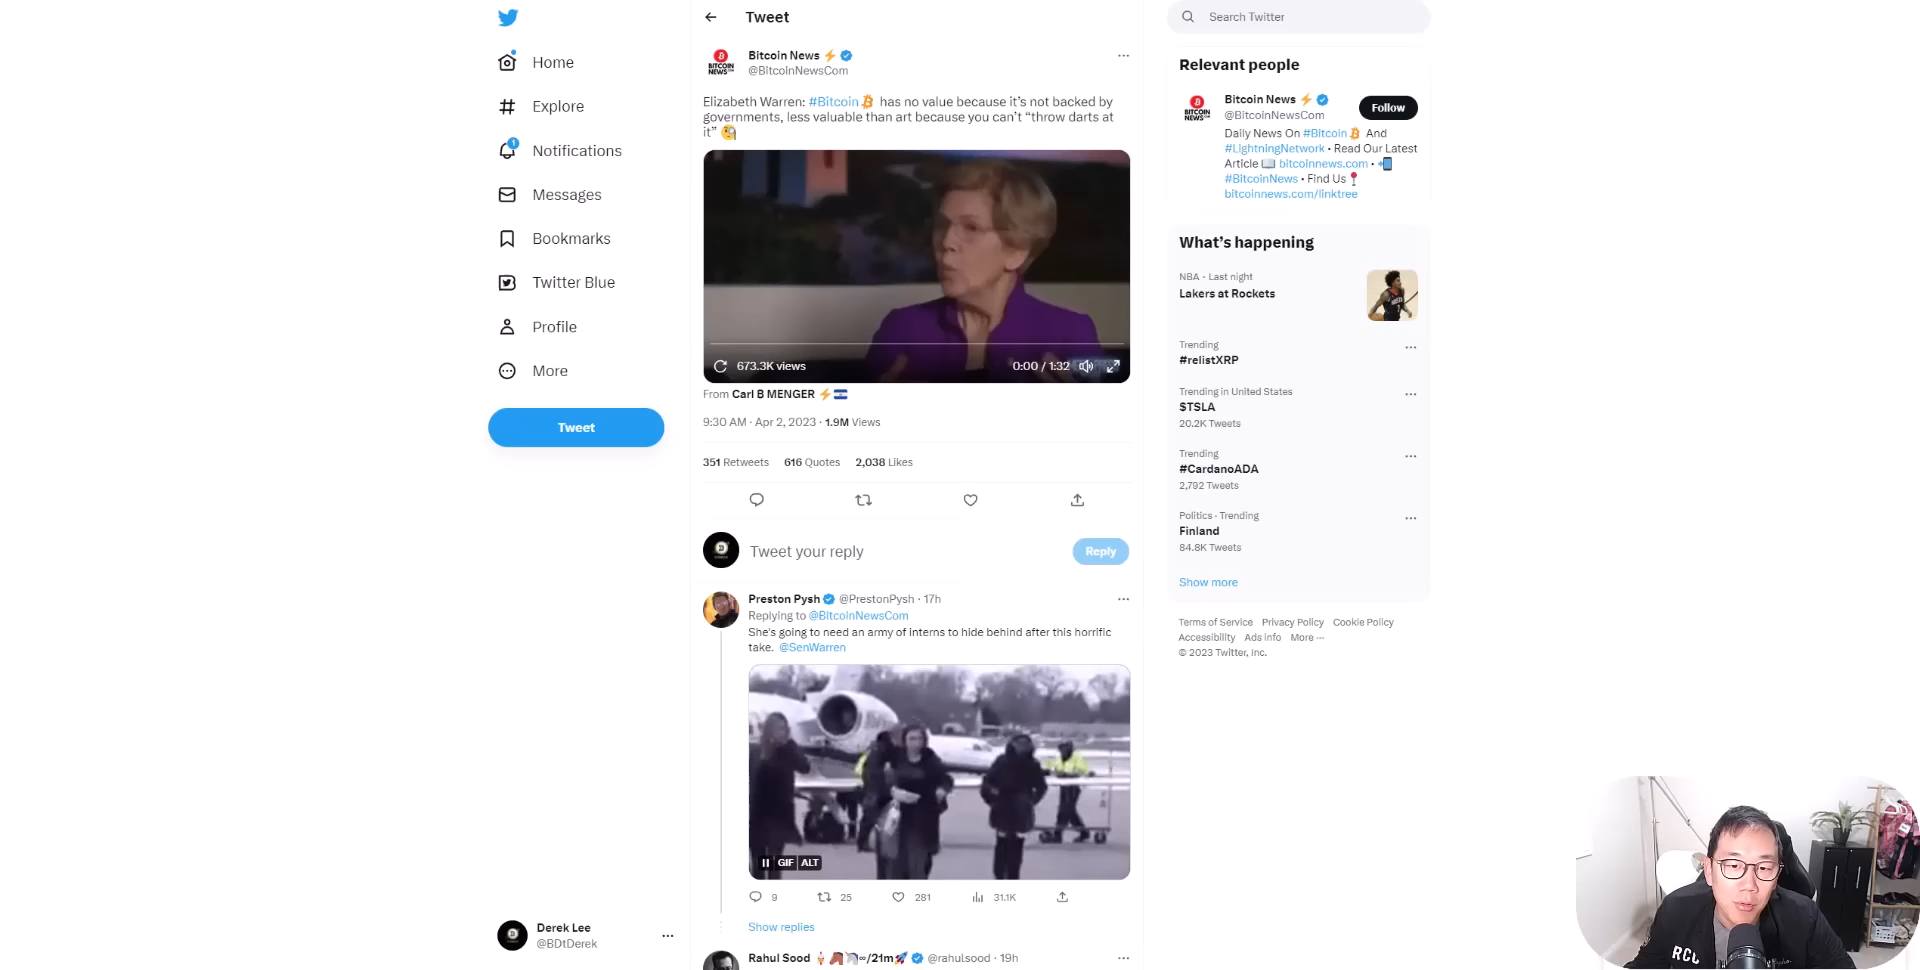 Home
Explore
1
Notifications
Messages
Bookmarks
Twitter Blue
Profile
More
Tweet
Derek Lee
@BDtDerek
Tweet
BITCOIN
NEWS
Bitcoin News
@BitcoinNewsCom
Elizabeth Warren: #Bitcoin has no value because it's not backed by
governments, less valuable than art because you can't “throw darts at
it”
673.3K views
0:00 / 1:32
From Carl B MENGER
9:30 AM · Apr 2, 2023 · 1.9M Views
351 Retweets 616 Quotes 2,038 Likes
Tweet your reply
Reply
Preston Pysh @PrestonPysh · 17h
Replying to @BitcoinNewsCom
She's going to need an army of interns to hide behind after this horrific
take. @SenWarren
GIF ALT
9 25 281 31.1K
Show replies
Rahul Sood ∞/21m @rahulsood · 19h
Search Twitter
Relevant people
BITCOIN
NEWS
Bitcoin News
@BitcoinNewsCom
Follow
Daily News On #Bitcoin And
#LightningNetwork • Read Our Latest
Article bitcoinnews.com •
#BitcoinNews • Find Us
bitcoinnews.com/linktree
What's happening
NBA · Last night
Lakers at Rockets
Trending
#relistXRP
Trending in United States
$TSLA
20.2K Tweets
Trending
#CardanoADA
2,792 Tweets
Politics · Trending
Finland
84.8K Tweets
Show more
Terms of Service Privacy Policy Cookie Policy
Accessibility Ads info More ···
© 2023 Twitter, Inc.